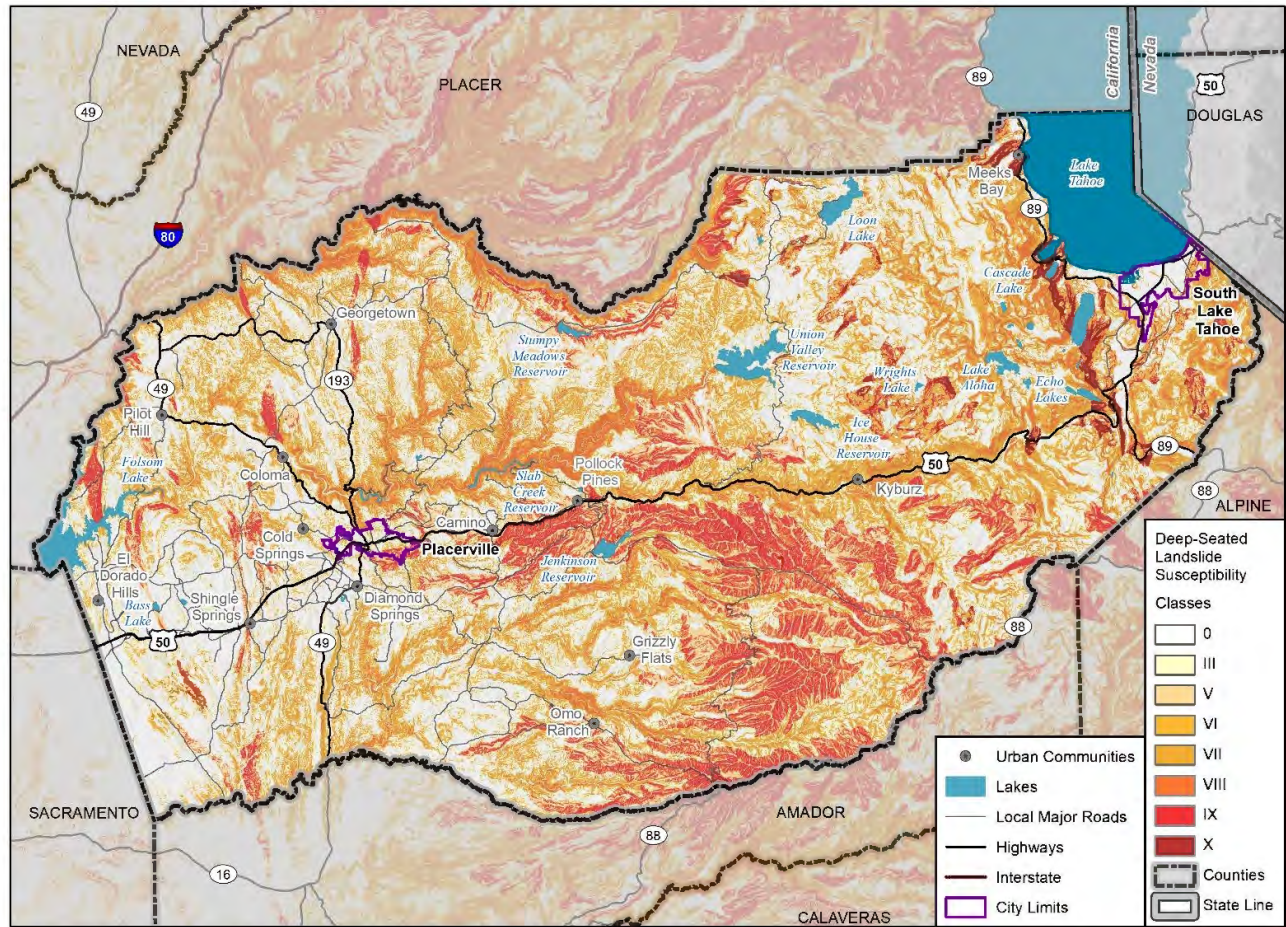 NEVADA
PLACER
89
California
Nevada
50
DOUGLAS
49
80
Lake
Tahoe
Meeks
Bay
89
Loon
Lake
Cascade
Lake
South
Lake
Tahoe
Georgetown
Stumpy
Meadows
Reservoir
Union
Valley
Reservoir
Wrights
Lake
Lake
Aloha
Echo
Lakes
193
49
Pilot
Hill
Ice
House
Reservoir
89
Folsom
Lake
Coloma
Slab
Creek
Reservoir
Pollock
Pines
50
Kyburz
88
ALPINE
Camino
Cold
Springs
Placerville
Jenkinson
Reservoir
El
Dorado
Hills
Bass
Lake
Shingle
Springs
Diamond
Springs
50
49
Grizzly
Flats
88
Omo
Ranch
SACRAMENTO
AMADOR
88
16
CALAVERAS
Urban Communities
Lakes
Local Major Roads
Highways
Interstate
City Limits
Deep-Seated
Landslide
Susceptibility
Classes
0
III
V
VI
VII
VIII
IX
X
Counties
State Line